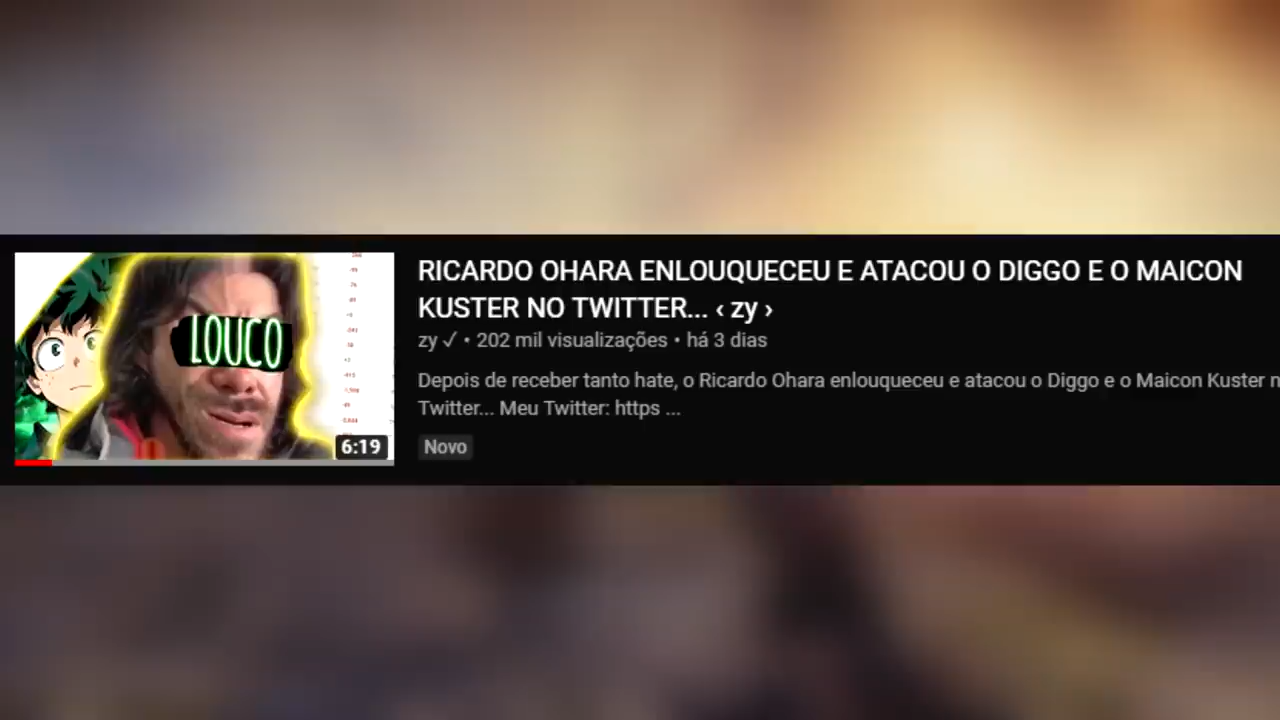 LOUCO
6:19
RICARDO OHARA ENLOUQUECEU E ATACOU O DIGGO E O MAICON
KUSTER NO TWITTER... ‹ zy ›
zy ✓ • 202 mil visualizações • há 3 dias
Depois de receber tanto hate, o Ricardo Ohara enlouqueceu e atacou o Diggo e o Maicon Kuster n
Twitter... Meu Twitter: https ...
Novo